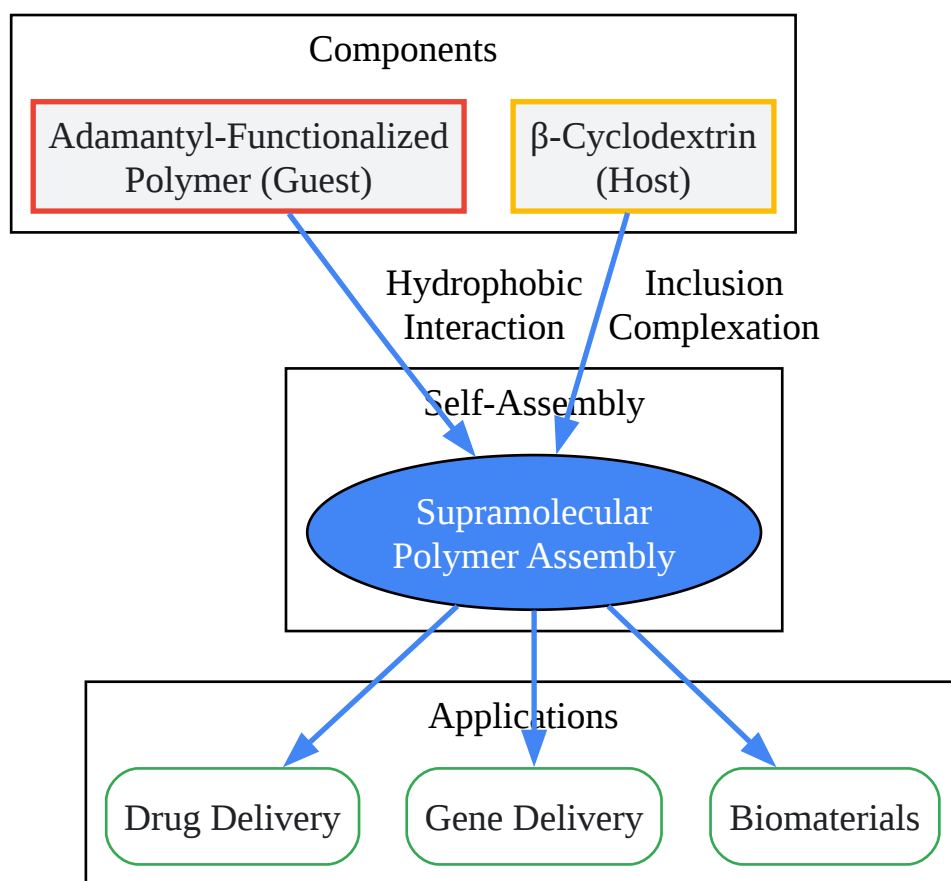 Components
Adamantyl-Functionalized
Polymer (Guest)
β-Cyclodextrin
(Host)
Hydrophobic
Interaction
Inclusion
Complexation
Self-Assembly
Supramolecular
Polymer Assembly
Applications
Drug Delivery
Gene Delivery
Biomaterials